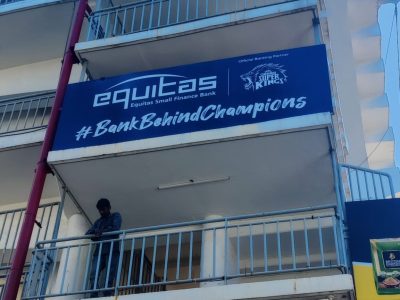 equitas
Equitas Small Finance Bank
Official Banking Partner
SUPER
KINGS
#BankBehindChampions